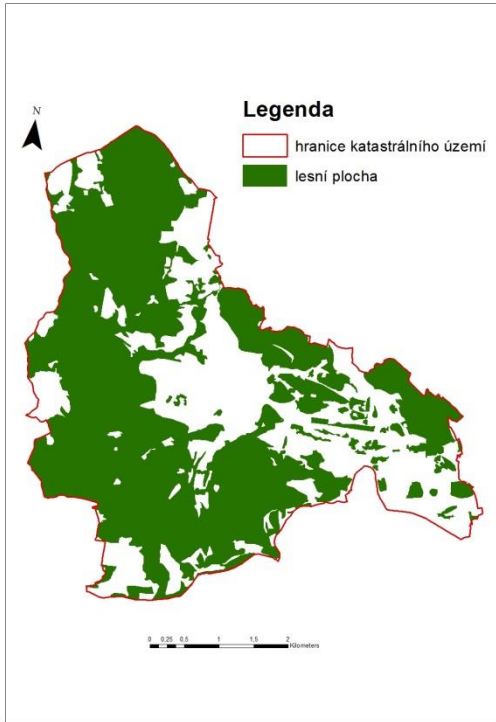 N
Legenda
hranice katastrálního území
lesní plocha
0 0,25 0,5 1 1,5 2
Kilometers